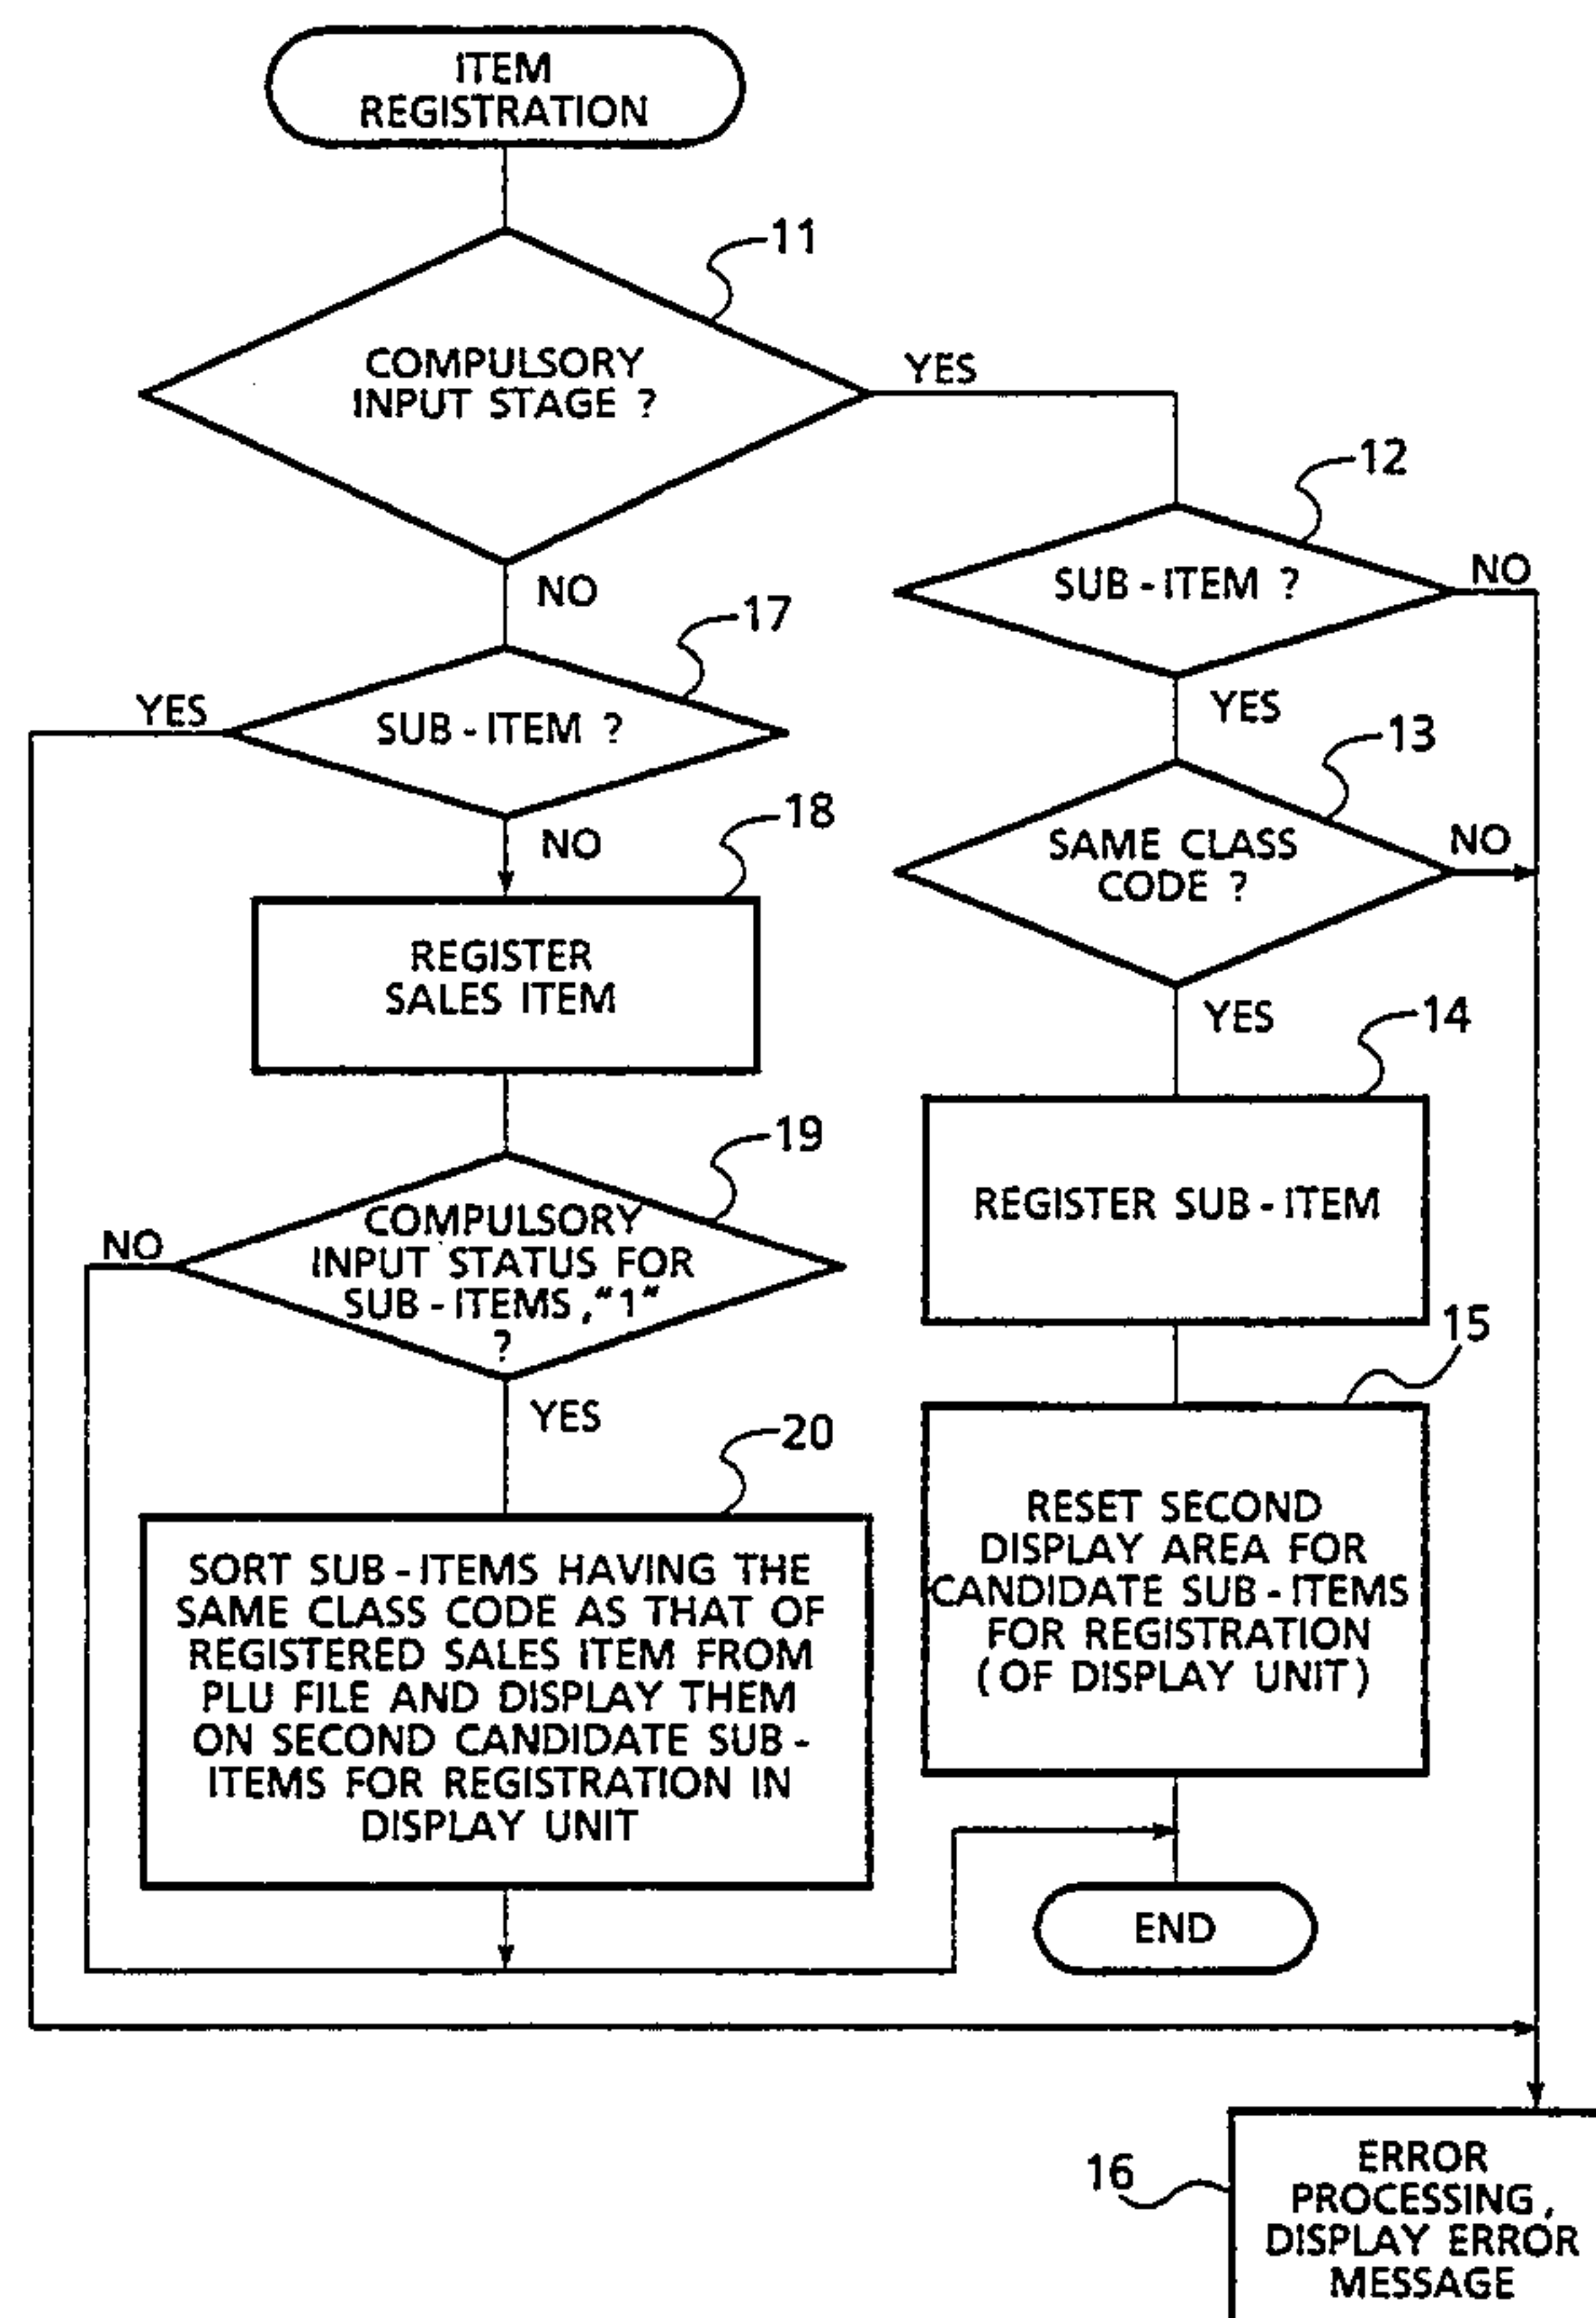 ITEM
REGISTRATION
11
COMPULSORY
INPUT STAGE ?
YES
NO
12
SUB - ITEM ?
NO
YES
17
SUB - ITEM ?
YES
NO
13
SAME CLASS
CODE ?
NO
YES
18
REGISTER
SALES ITEM
14
REGISTER SUB - ITEM
19
COMPULSORY
INPUT STATUS FOR
SUB - ITEMS ,"1"
?
NO
YES
15
RESET SECOND
DISPLAY AREA FOR
CANDIDATE SUB - ITEMS
FOR REGISTRATION
( OF DISPLAY UNIT )
20
SORT SUB - ITEMS HAVING THE
SAME CLASS CODE AS THAT OF
REGISTERED SALES ITEM FROM
PLU FILE AND DISPLAY THEM
ON SECOND CANDIDATE SUB -
ITEMS FOR REGISTRATION IN
DISPLAY UNIT
END
16
ERROR
PROCESSING ,
DISPLAY ERROR
MESSAGE